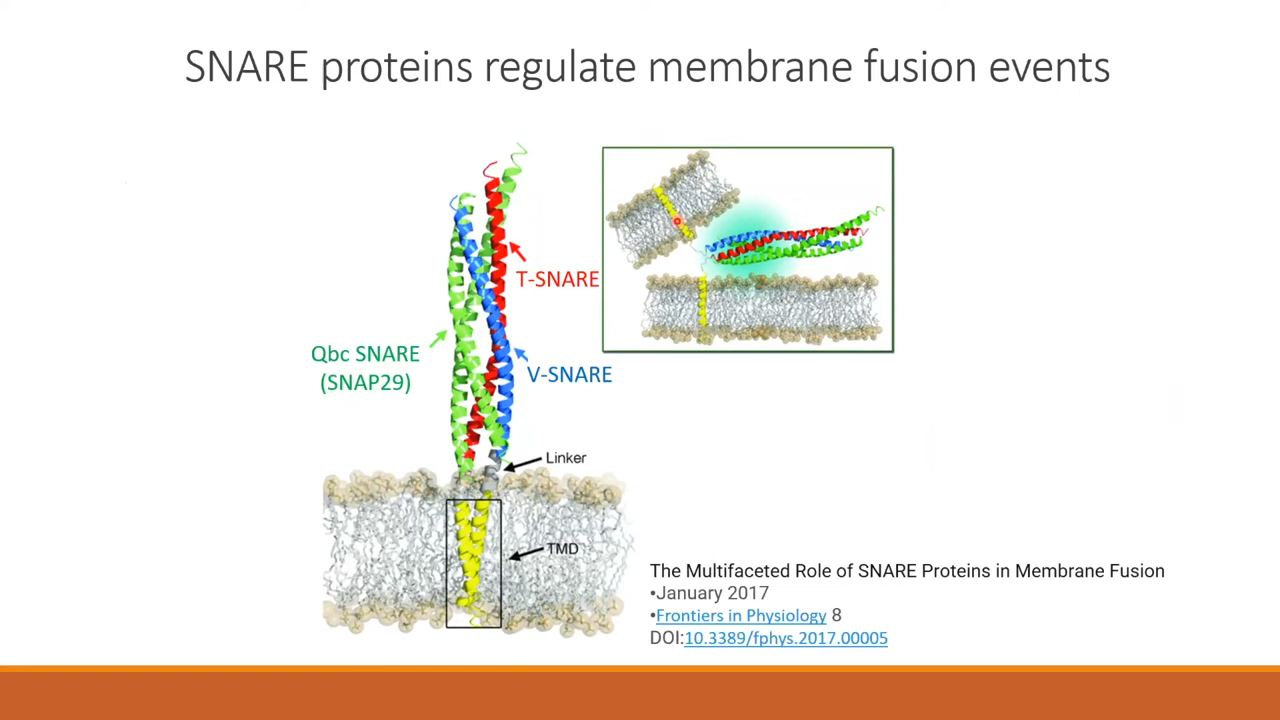 SNARE proteins regulate membrane fusion events
T-SNARE
Qbc SNARE
(SNAP29)
V-SNARE
Linker
TMD
The Multifaceted Role of SNARE Proteins in Membrane Fusion
•January 2017
•Frontiers in Physiology 8
DOI:10.3389/fphys.2017.00005